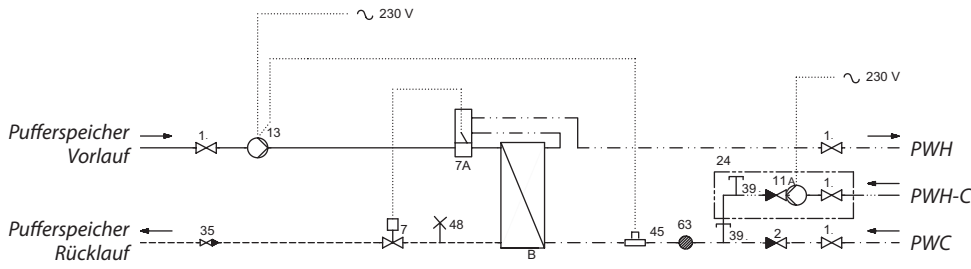 230 V
230 V
Pufferspeicher
Vorlauf
1.
13
7A
1.
PWH
24
39.
11A
1.
PWH-C
Pufferspeicher
Rücklauf
35
7
48
B
45
63
39.
2
1.
PWC